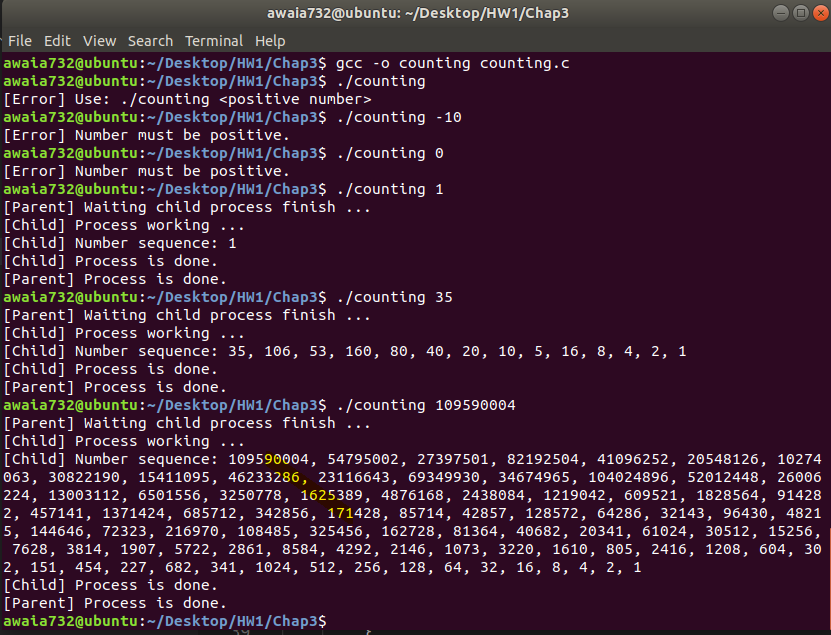 awaia732@ubuntu: ~/Desktop/HW1/Chap3
File Edit View Search Terminal Help
awaia732@ubuntu:~/Desktop/HW1/Chap3$ gcc -o counting counting.c
awaia732@ubuntu:~/Desktop/HW1/Chap3$ ./counting
[Error] Use: ./counting <positive number>
awaia732@ubuntu:~/Desktop/HW1/Chap3$ ./counting -10
[Error] Number must be positive.
awaia732@ubuntu:~/Desktop/HW1/Chap3$ ./counting 0
[Error] Number must be positive.
awaia732@ubuntu:~/Desktop/HW1/Chap3$ ./counting 1
[Parent] Waiting child process finish ...
[Child] Process working ...
[Child] Number sequence: 1
[Child] Process is done.
[Parent] Process is done.
awaia732@ubuntu:~/Desktop/HW1/Chap3$ ./counting 35
[Parent] Waiting child process finish ...
[Child] Process working ...
[Child] Number sequence: 35, 106, 53, 160, 80, 40, 20, 10, 5, 16, 8, 4, 2, 1
[Child] Process is done.
[Parent] Process is done.
awaia732@ubuntu:~/Desktop/HW1/Chap3$ ./counting 109590004
[Parent] Waiting child process finish ...
[Child] Process working ...
[Child] Number sequence: 109590004, 54795002, 27397501, 82192504, 41096252, 20548126, 10274
063, 30822190, 15411095, 46233286, 23116643, 69349930, 34674965, 104024896, 52012448, 26006
224, 13003112, 6501556, 3250778, 1625389, 4876168, 2438084, 1219042, 609521, 1828564, 91428
2, 457141, 1371424, 685712, 342856, 171428, 85714, 42857, 128572, 64286, 32143, 96430, 4821
5, 144646, 72323, 216970, 108485, 325456, 162728, 81364, 40682, 20341, 61024, 30512, 15256,
7628, 3814, 1907, 5722, 2861, 8584, 4292, 2146, 1073, 3220, 1610, 805, 2416, 1208, 604, 30
2, 151, 454, 227, 682, 341, 1024, 512, 256, 128, 64, 32, 16, 8, 4, 2, 1
[Child] Process is done.
[Parent] Process is done.
awaia732@ubuntu:~/Desktop/HW1/Chap3$